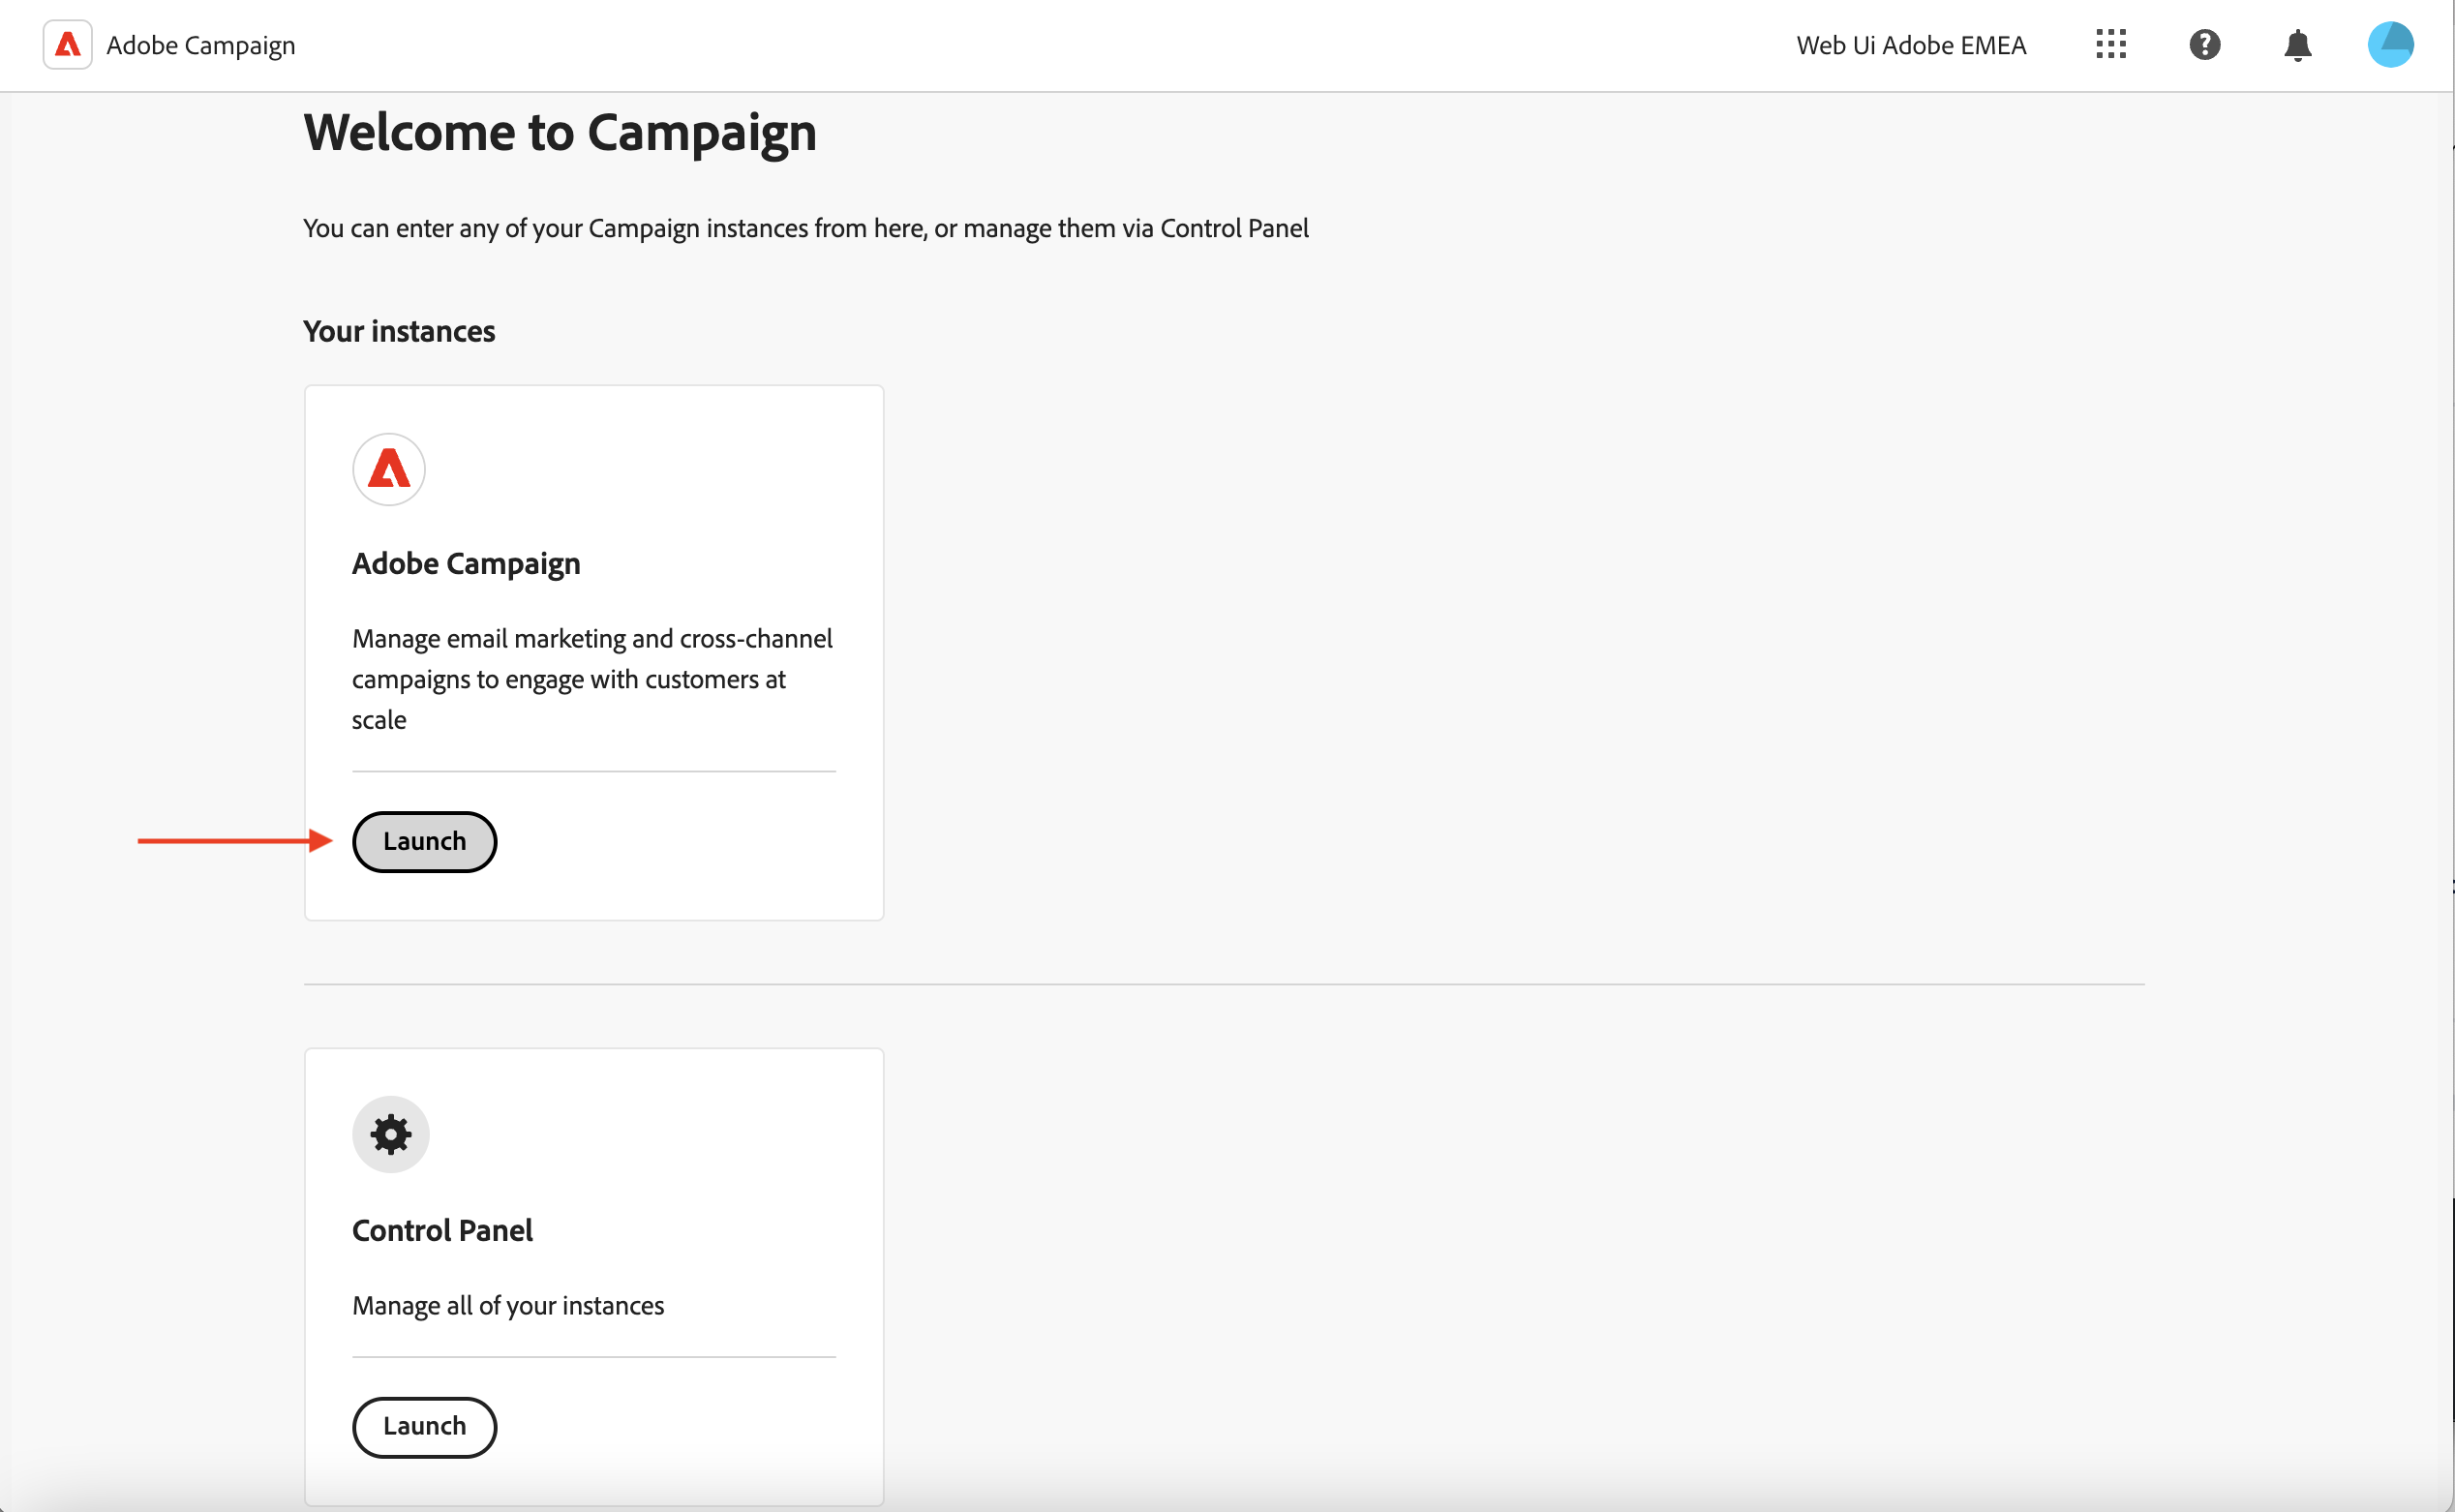 Adobe Campaign
Web Ui Adobe EMEA
?
Welcome to Campaign
You can enter any of your Campaign instances from here, or manage them via Control Panel
Your instances
Adobe Campaign
Manage email marketing and cross-channel
campaigns to engage with customers at
scale
Launch
Control Panel
Manage all of your instances
Launch